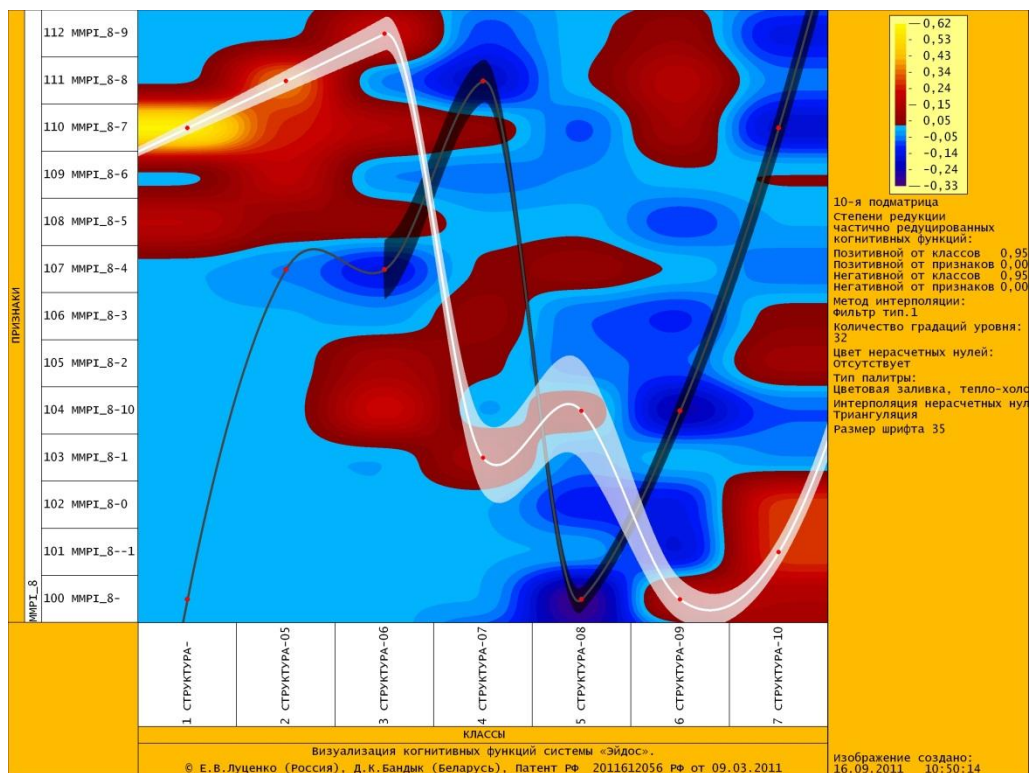 112 MMPI_8-9
111 MMPI_8-8
110 MMPI_8-7
109 MMPI_8-6
108 MMPI_8-5
107 MMPI_8-4
106 MMPI_8-3
105 MMPI_8-2
104 MMPI_8-10
103 MMPI_8-1
102 MMPI_8-0
101 MMPI_8--1
100 MMPI_8-
ПРИЗНАКИ
MMPI_8
1 СТРУКТУРА-
2 СТРУКТУРА-05
3 СТРУКТУРА-06
4 СТРУКТУРА-07
5 СТРУКТУРА-08
6 СТРУКТУРА-09
7 СТРУКТУРА-10
КЛАССЫ
Визуализация когнитивных функций системы «Эйдос».
© Е.В.Луценко (Россия), Д.К.Бандык (Беларусь), Патент РФ 2011612056 РФ от 09.03.2011
0,62
0,53
0,43
0,34
0,24
0,15
0,05
-0,05
-0,14
-0,24
-0,33
10-я подматрица
Степени редукции
частично редуцированных
когнитивных функций:
Позитивной от классов 0,95
Позитивной от признаков 0,00
Негативной от классов 0,95
Негативной от признаков 0,00
Метод интерполяции:
Фильтр тип.1
Количество градаций уровня:
32
Цвет нерасчетных нулей:
Отсутствует
Тип палитры:
Цветовая заливка, тепло-холо
Интерполяция нерасчетных нул
Триангуляция
Размер шрифта 35
Изображение создано:
16.09.2011 10:50:14